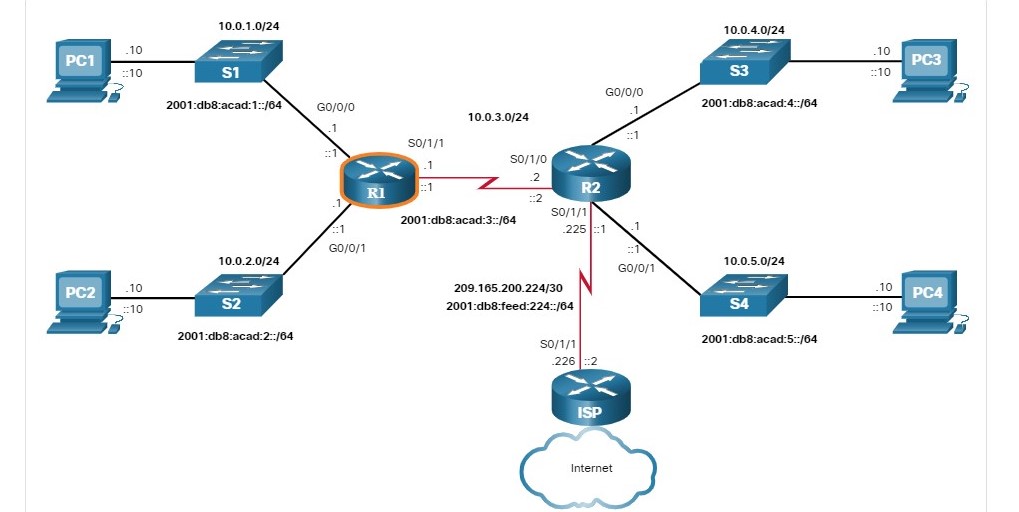 10.0.1.0/24
10.0.4.0/24
PC1
.10
::10
S1
S3
.10
::10
PC3
2001:db8:acad:1::/64
2001:db8:acad:4::/64
G0/0/0
.1
::1
G0/0/0
.1
::1
10.0.3.0/24
S0/1/1
.1
::1
S0/1/0
.2
::2
R1
R2
2001:db8:acad:3::/64
.1
::1
G0/0/1
S0/1/1
.225
::1
.1
::1
G0/0/1
10.0.2.0/24
10.0.5.0/24
PC2
.10
::10
S2
209.165.200.224/30
2001:db8:feed:224::/64
S4
.10
::10
PC4
2001:db8:acad:2::/64
2001:db8:acad:5::/64
S0/1/1
.226
::2
ISP
Internet